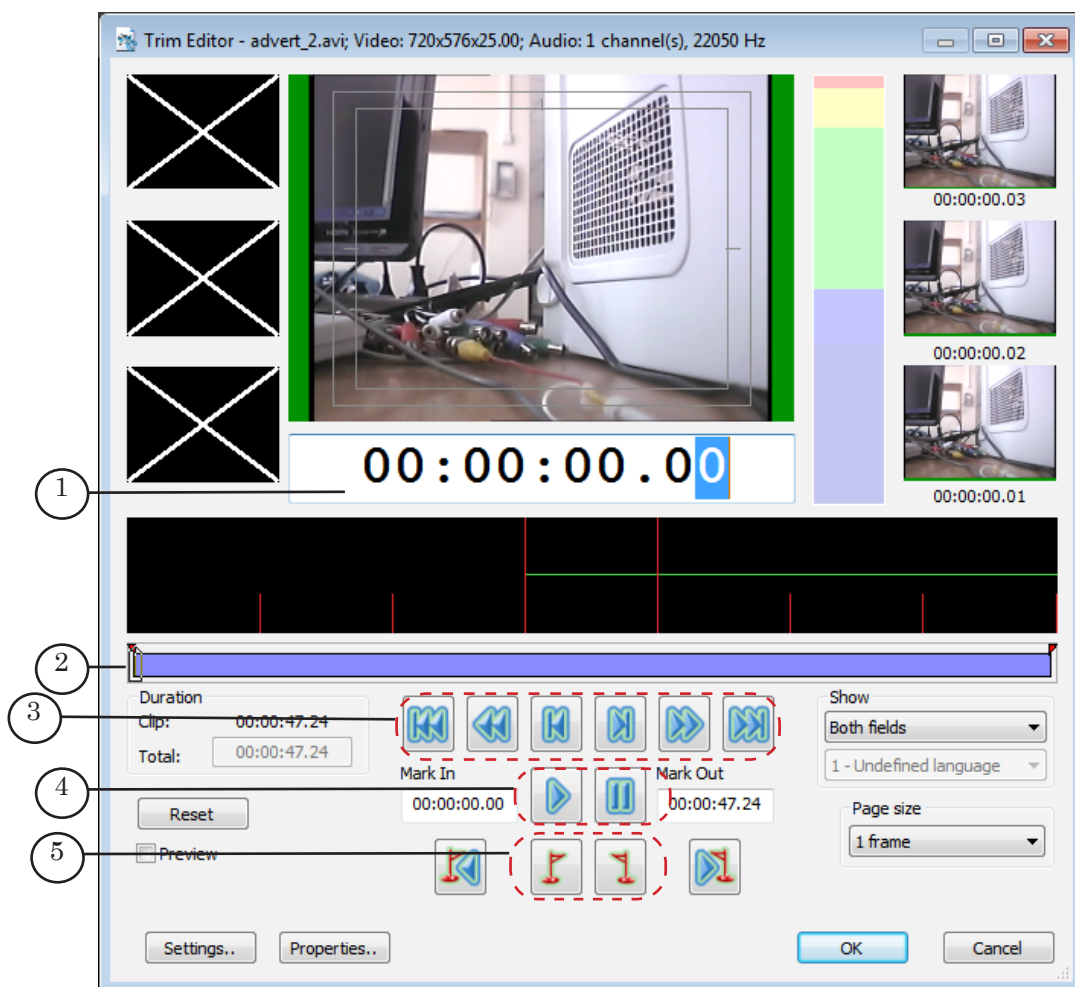 Trim Editor - advert_2.avi; Video: 720x576x25.00; Audio: 1 channel(s), 22050 Hz
00:00:00.03
00:00:00.02
00:00:00.01
00:00:00.00
1
2
3
4
5
Duration
Clip: 00:00:47.24
Total: 00:00:47.24
Show
Both fields
1 - Undefined language
Mark In
00:00:00.00
Mark Out
00:00:47.24
Reset
Preview
Page size
1 frame
Settings..
Properties..
OK
Cancel